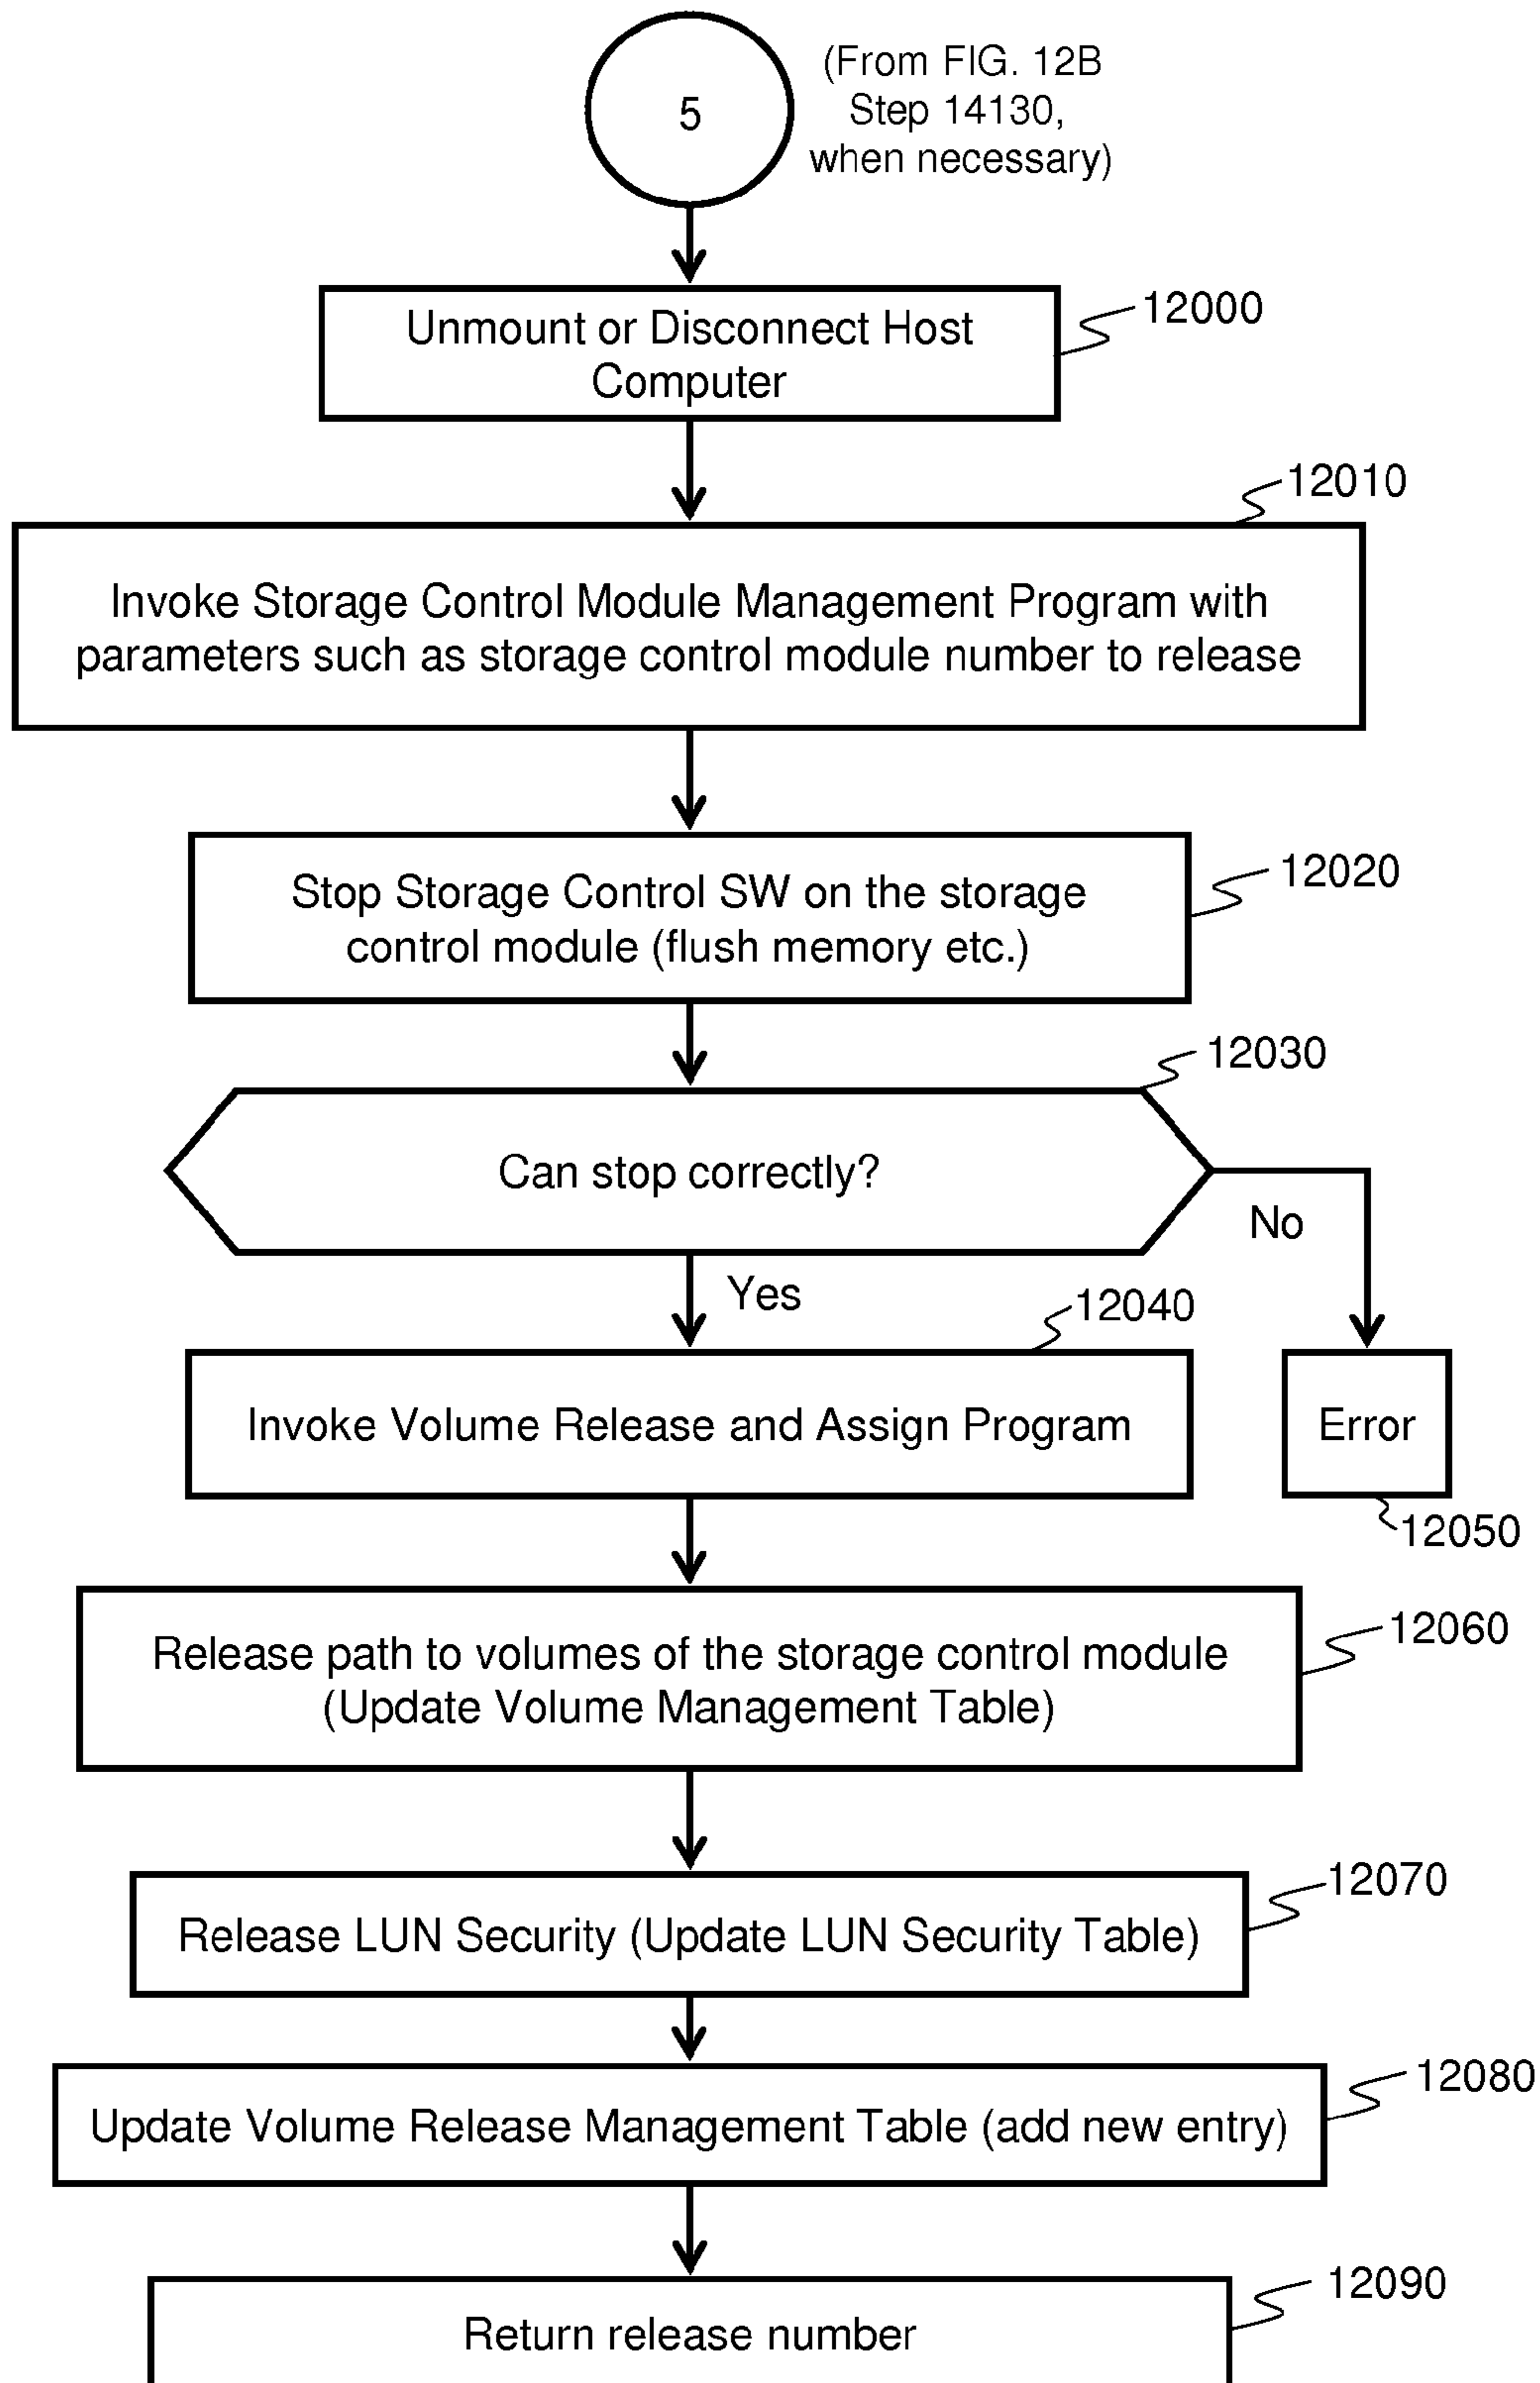 5
(From FIG. 12B
Step 14130,
when necessary)
12000
Unmount or Disconnect Host
Computer
12010
Invoke Storage Control Module Management Program with
parameters such as storage control module number to release
12020
Stop Storage Control SW on the storage
control module (flush memory etc.)
12030
Can stop correctly?
No
Yes
12040
Invoke Volume Release and Assign Program
Error
12050
12060
Release path to volumes of the storage control module
(Update Volume Management Table)
12070
Release LUN Security (Update LUN Security Table)
12080
Update Volume Release Management Table (add new entry)
12090
Return release number